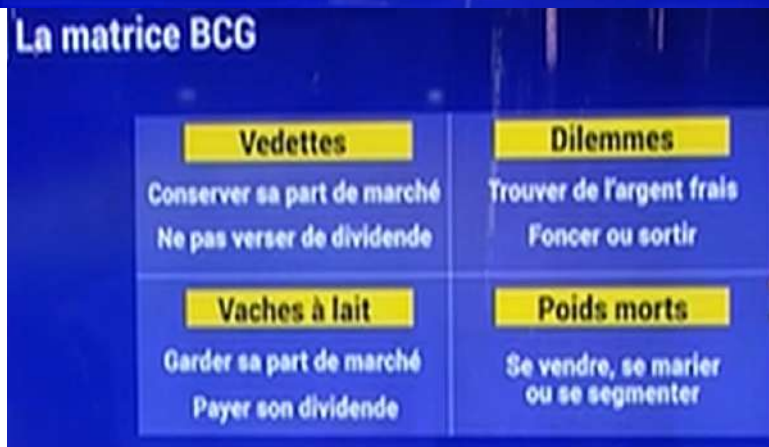 La matrice BCG
Vedettes
Conserver sa part de marché
Ne pas verser de dividende
Dilemmes
Trouver de l'argent frais
Foncer ou sortir
Vaches à lait
Garder sa part de marché
Payer son dividende
Poids morts
Se vendre, se marier
ou se segmenter